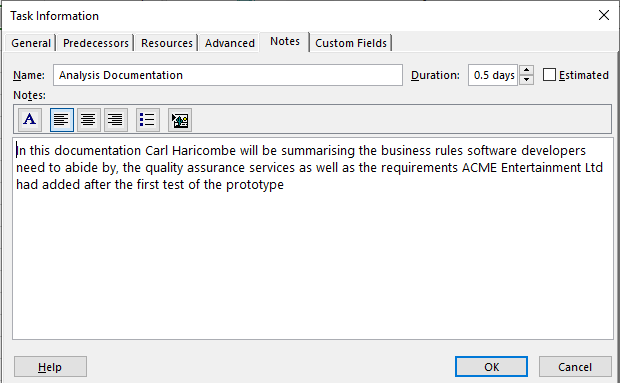 Task Information
General Predecessors Resources Advanced Notes Custom Fields
Name: Analysis Documentation Duration: 0.5 days Estimated
Notes:
A
In this documentation Carl Haricombe will be summarising the business rules software developers
need to abide by, the quality assurance services as well as the requirements ACME Entertainment Ltd
had added after the first test of the prototype
Help OK Cancel